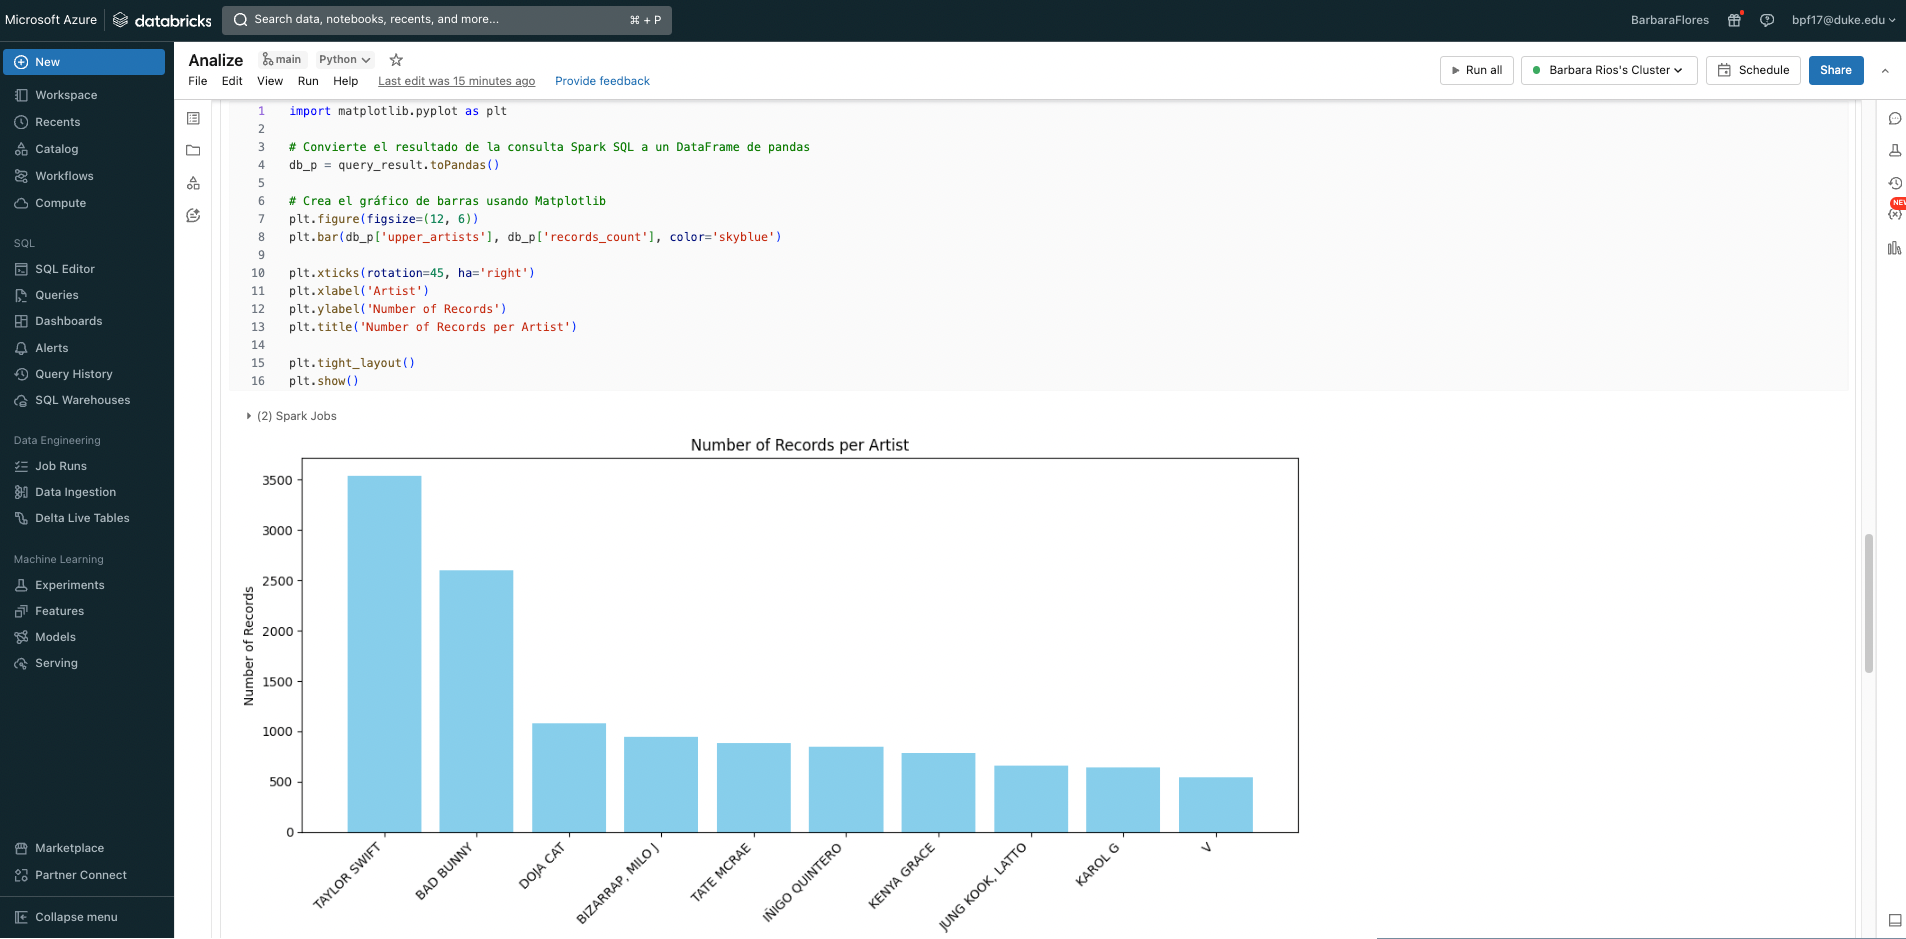 Microsoft Azure databricks
Search data, notebooks, recents, and more... ⌘ + P
BarbaraFlores
bpf17@duke.edu
New
Workspace
Recents
Catalog
Workflows
Compute
SQL
SQL Editor
Queries
Dashboards
Alerts
Query History
SQL Warehouses
Data Engineering
Job Runs
Data Ingestion
Delta Live Tables
Machine Learning
Experiments
Features
Models
Serving
Marketplace
Partner Connect
Collapse menu
Analize main Python
File Edit View Run Help Last edit was 15 minutes ago Provide feedback
Run all Barbara Rios's Cluster Schedule Share
NEW
1 import matplotlib.pyplot as plt
2
3 # Convierte el resultado de la consulta Spark SQL a un DataFrame de pandas
4 db_p = query_result.toPandas()
5
6 # Crea el gráfico de barras usando Matplotlib
7 plt.figure(figsize=(12, 6))
8 plt.bar(db_p['upper_artists'], db_p['records_count'], color='skyblue')
9
10 plt.xticks(rotation=45, ha='right')
11 plt.xlabel('Artist')
12 plt.ylabel('Number of Records')
13 plt.title('Number of Records per Artist')
14
15 plt.tight_layout()
16 plt.show()
(2) Spark Jobs
Number of Records per Artist
Number of Records
3500
3000
2500
2000
1500
1000
500
0
TAYLOR SWIFT
BAD BUNNY
DOJA CAT
BIZARRAP, MILO J
TATE MCRAE
IÑIGO QUINTERO
KENYA GRACE
JUNG KOOK, LATTO
KAROL G
V